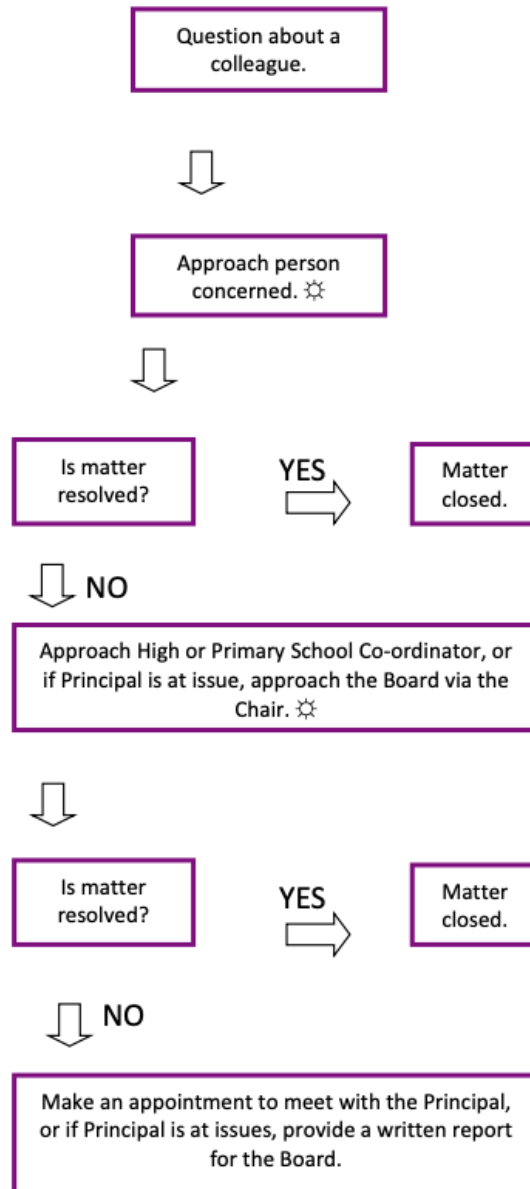 Question about a
colleague.
Approach person
concerned. ☼
Is matter
resolved?
YES
Matter
closed.
NO
Approach High or Primary School Co-ordinator, or
if Principal is at issue, approach the Board via the
Chair. ☼
Is matter
resolved?
YES
Matter
closed.
NO
Make an appointment to meet with the Principal,
or if Principal is at issues, provide a written report
for the Board.